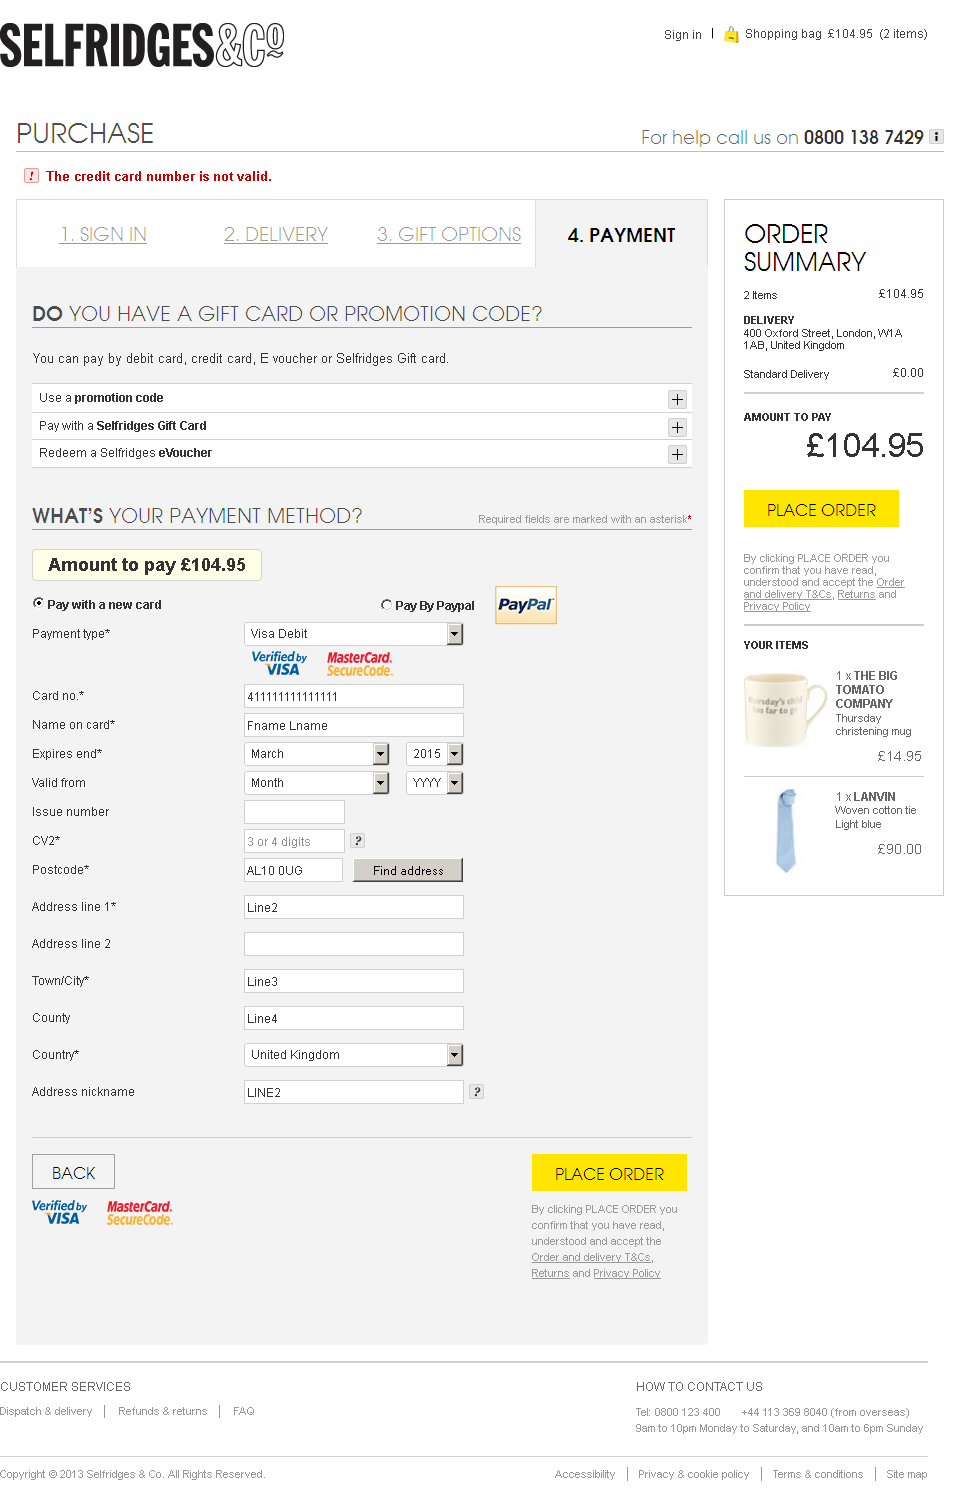 SELFRIDGES&CO
Sign in | Shopping bag £104.95 (2 items)
PURCHASE
For help call us on 0800 138 7429 i
! The credit card number is not valid.
1. SIGN IN
2. DELIVERY
3. GIFT OPTIONS
4. PAYMENT
DO YOU HAVE A GIFT CARD OR PROMOTION CODE?
You can pay by debit card, credit card, E voucher or Selfridges Gift card.
Use a promotion code +
Pay with a Selfridges Gift Card +
Redeem a Selfridges eVoucher +
WHAT'S YOUR PAYMENT METHOD?
Required fields are marked with an asterisk*
Amount to pay £104.95
Pay with a new card
Pay By Paypal
PayPal
Payment type* Visa Debit
Verified by VISA
MasterCard. SecureCode.
Card no.* 411111111111111
Name on card* Fname Lname
Expires end* March 2015
Valid from Month YYYY
Issue number
CV2* 3 or 4 digits ?
Postcode* AL10 0UG Find address
Address line 1* Line2
Address line 2
Town/City* Line3
County Line4
Country* United Kingdom
Address nickname LINE2 ?
BACK
Verified by VISA
MasterCard. SecureCode.
PLACE ORDER
By clicking PLACE ORDER you
confirm that you have read,
understood and accept the
Order and delivery T&Cs,
Returns and Privacy Policy
ORDER
SUMMARY
2 Items £104.95
DELIVERY
400 Oxford Street, London, W1A
1AB, United Kingdom
Standard Delivery £0.00
AMOUNT TO PAY
£104.95
PLACE ORDER
By clicking PLACE ORDER you
confirm that you have read,
understood and accept the Order
and delivery T&Cs, Returns and
Privacy Policy
YOUR ITEMS
thursday's child
has far to go
1 x THE BIG
TOMATO
COMPANY
Thursday
christening mug
£14.95
1 x LANVIN
Woven cotton tie
Light blue
£90.00
CUSTOMER SERVICES
Dispatch & delivery | Refunds & returns | FAQ
HOW TO CONTACT US
Tel: 0800 123 400 +44 113 369 8040 (from overseas)
9am to 10pm Monday to Saturday, and 10am to 6pm Sunday
Copyright © 2013 Selfridges & Co. All Rights Reserved.
Accessibility | Privacy & cookie policy | Terms & conditions | Site map